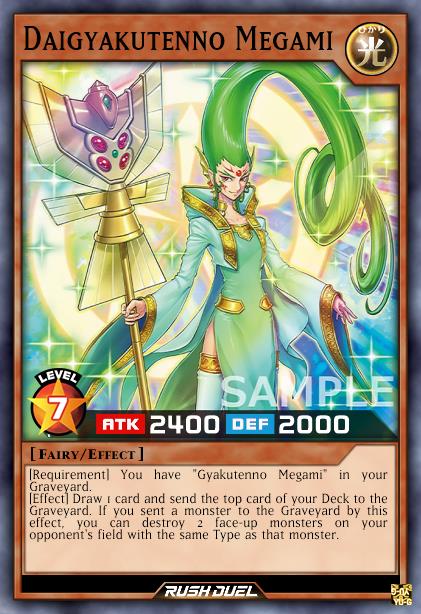 Daigyakutenno Megami
ひかり
光
SAMPLE
LEVEL
7
ATK 2400 DEF 2000
[ Fairy/Effect ]
[Requirement] You have "Gyakutenno Megami" in your
Graveyard.
[Effect] Draw 1 card and send the top card of your Deck to the
Graveyard. If you sent a monster to the Graveyard by this
effect, you can destroy 2 face-up monsters on your
opponent's field with the same Type as that monster.
RUSH DUEL